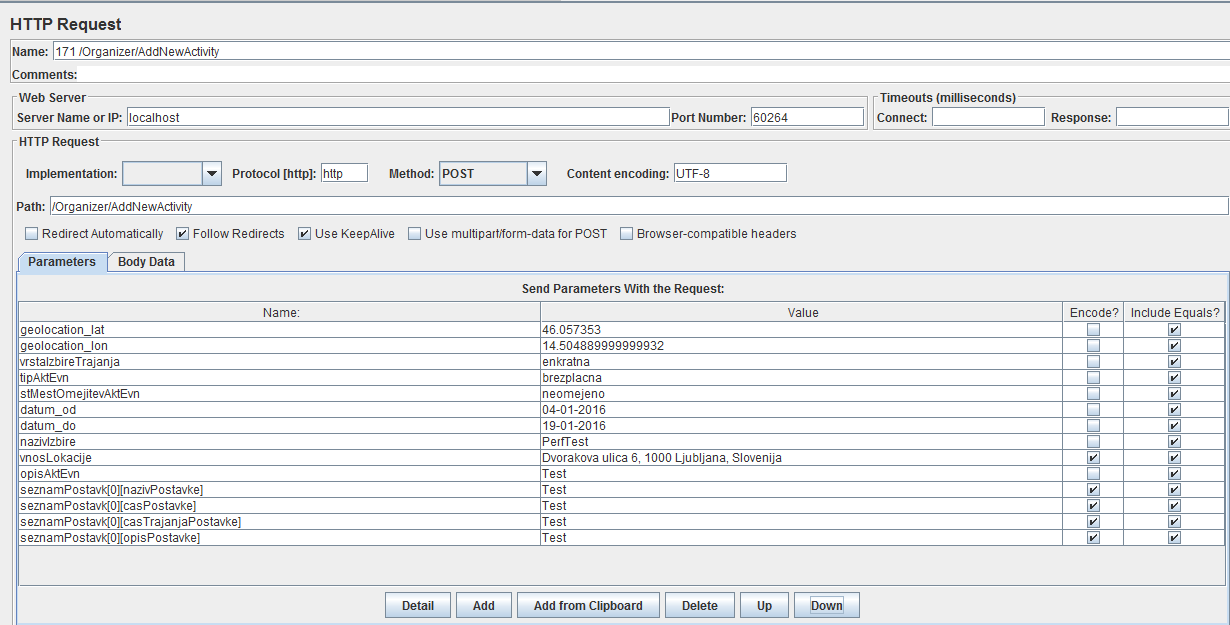 HTTP Request
Name: 171 /Organizer/AddNewActivity
Comments:
Web Server Timeouts (milliseconds)
Server Name or IP: localhost Port Number: 60264 Connect: Response:
HTTP Request
Implementation: Protocol [http]: http Method: POST Content encoding: UTF-8
Path: /Organizer/AddNewActivity
Redirect Automatically Follow Redirects Use KeepAlive Use multipart/form-data for POST Browser-compatible headers
Parameters Body Data
Send Parameters With the Request:
Name: Value Encode? Include Equals?
geolocation_lat 46.057353
geolocation_lon 14.504889999999932
vrstaIzbireTrajanja enkratna
tipAktEvn brezplacna
stMestOmejitevAktEvn neomejeno
datum_od 04-01-2016
datum_do 19-01-2016
nazivIzbire PerfTest
vnosLokacije Dvorakova ulica 6, 1000 Ljubljana, Slovenija
opisAktEvn Test
seznamPostavk[0][nazivPostavke] Test
seznamPostavk[0][casPostavke] Test
seznamPostavk[0][casTrajanjaPostavke] Test
seznamPostavk[0][opisPostavke] Test
Detail Add Add from Clipboard Delete Up Down